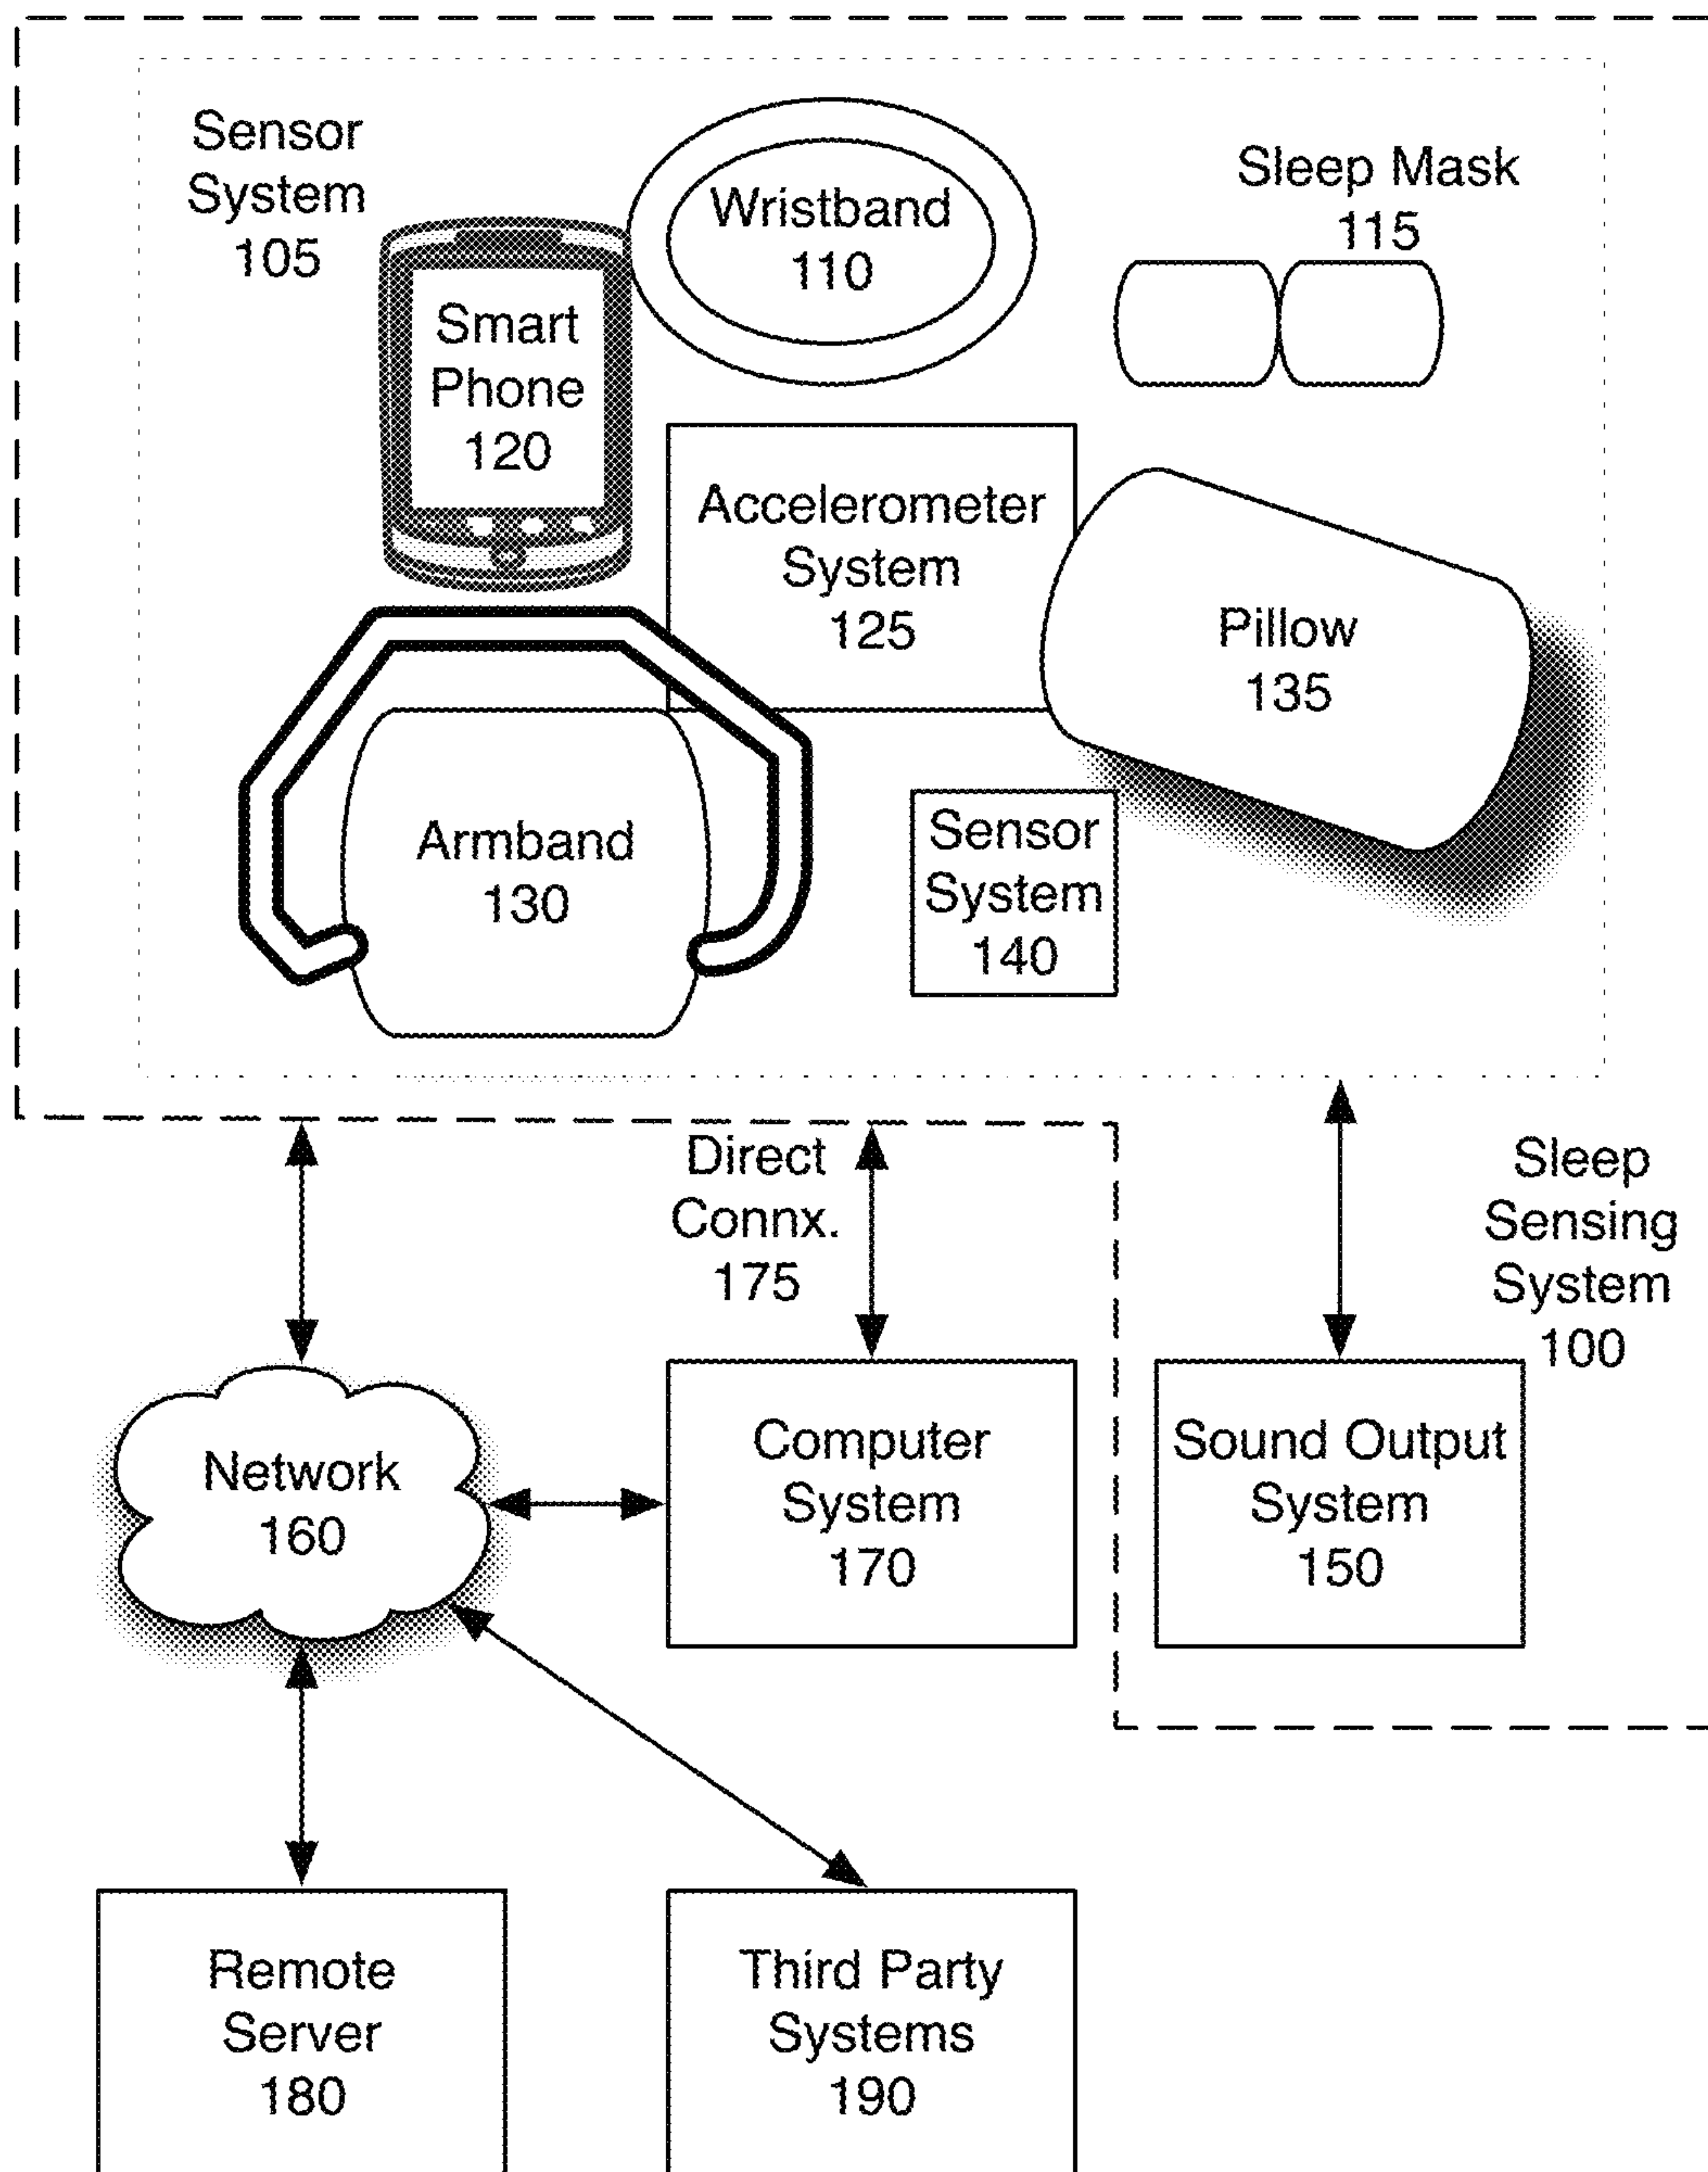 Sensor
System
105
Wristband
110
Sleep Mask
115
Smart
Phone
120
Accelerometer
System
125
Pillow
135
Armband
130
Sensor
System
140
Direct
Connx.
175
Sleep
Sensing
System
100
Network
160
Computer
System
170
Sound Output
System
150
Remote
Server
180
Third Party
Systems
190